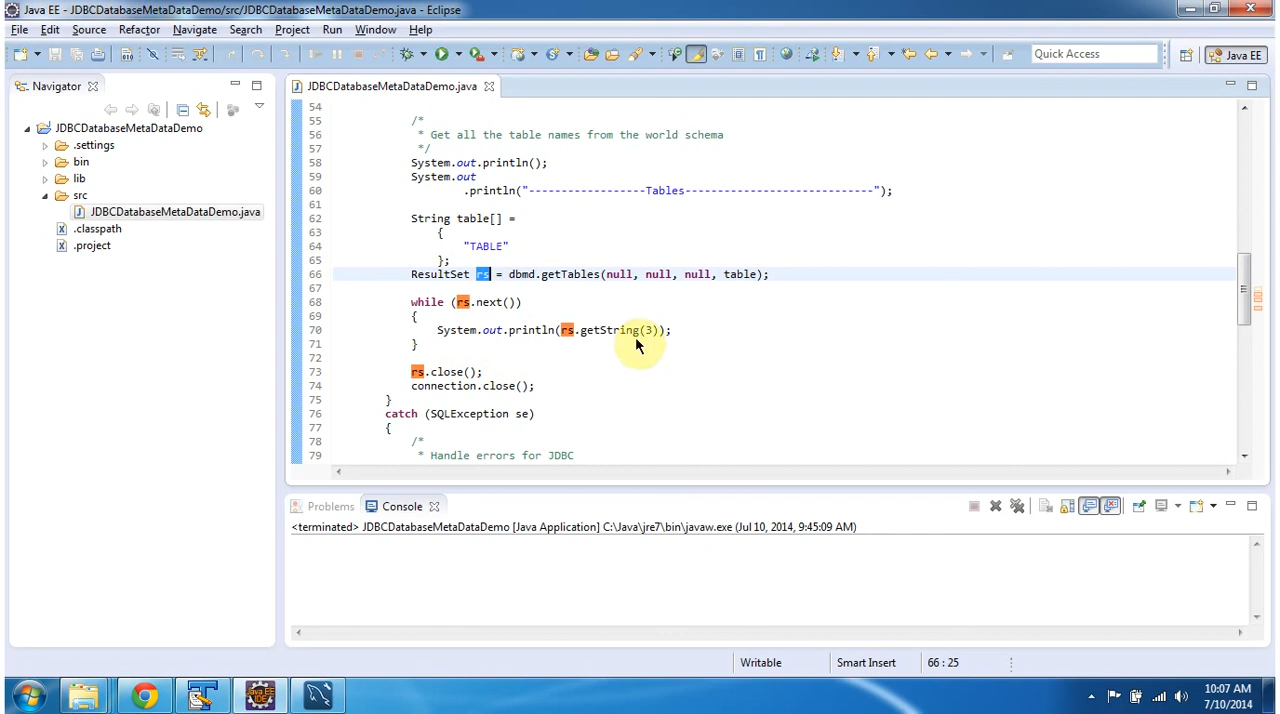 Java EE - JDBCDatabaseMetaDataDemo/src/JDBCDatabaseMetaDataDemo.java - Eclipse
File Edit Source Refactor Navigate Search Project Run Window Help
Quick Access
Java EE
Navigator
JDBCDatabaseMetaDataDemo
.settings
bin
lib
src
JDBCDatabaseMetaDataDemo.java
.classpath
.project
JDBCDatabaseMetaDataDemo.java
54
55 /*
56 * Get all the table names from the world schema
57 */
58 System.out.println();
59 System.out
60 .println("------------------Tables-----------------------------");
61
62 String table[] =
63 {
64 "TABLE"
65 };
66 ResultSet rs = dbmd.getTables(null, null, null, table);
67
68 while (rs.next())
69 {
70 System.out.println(rs.getString(3));
71 }
72
73 rs.close();
74 connection.close();
75 }
76 catch (SQLException se)
77 {
78 /*
79 * Handle errors for JDBC
Problems Console
<terminated> JDBCDatabaseMetaDataDemo [Java Application] C:\Java\jre7\bin\javaw.exe (Jul 10, 2014, 9:45:09 AM)
Writable Smart Insert 66 : 25
Java EE
IDE
10:07 AM
7/10/2014